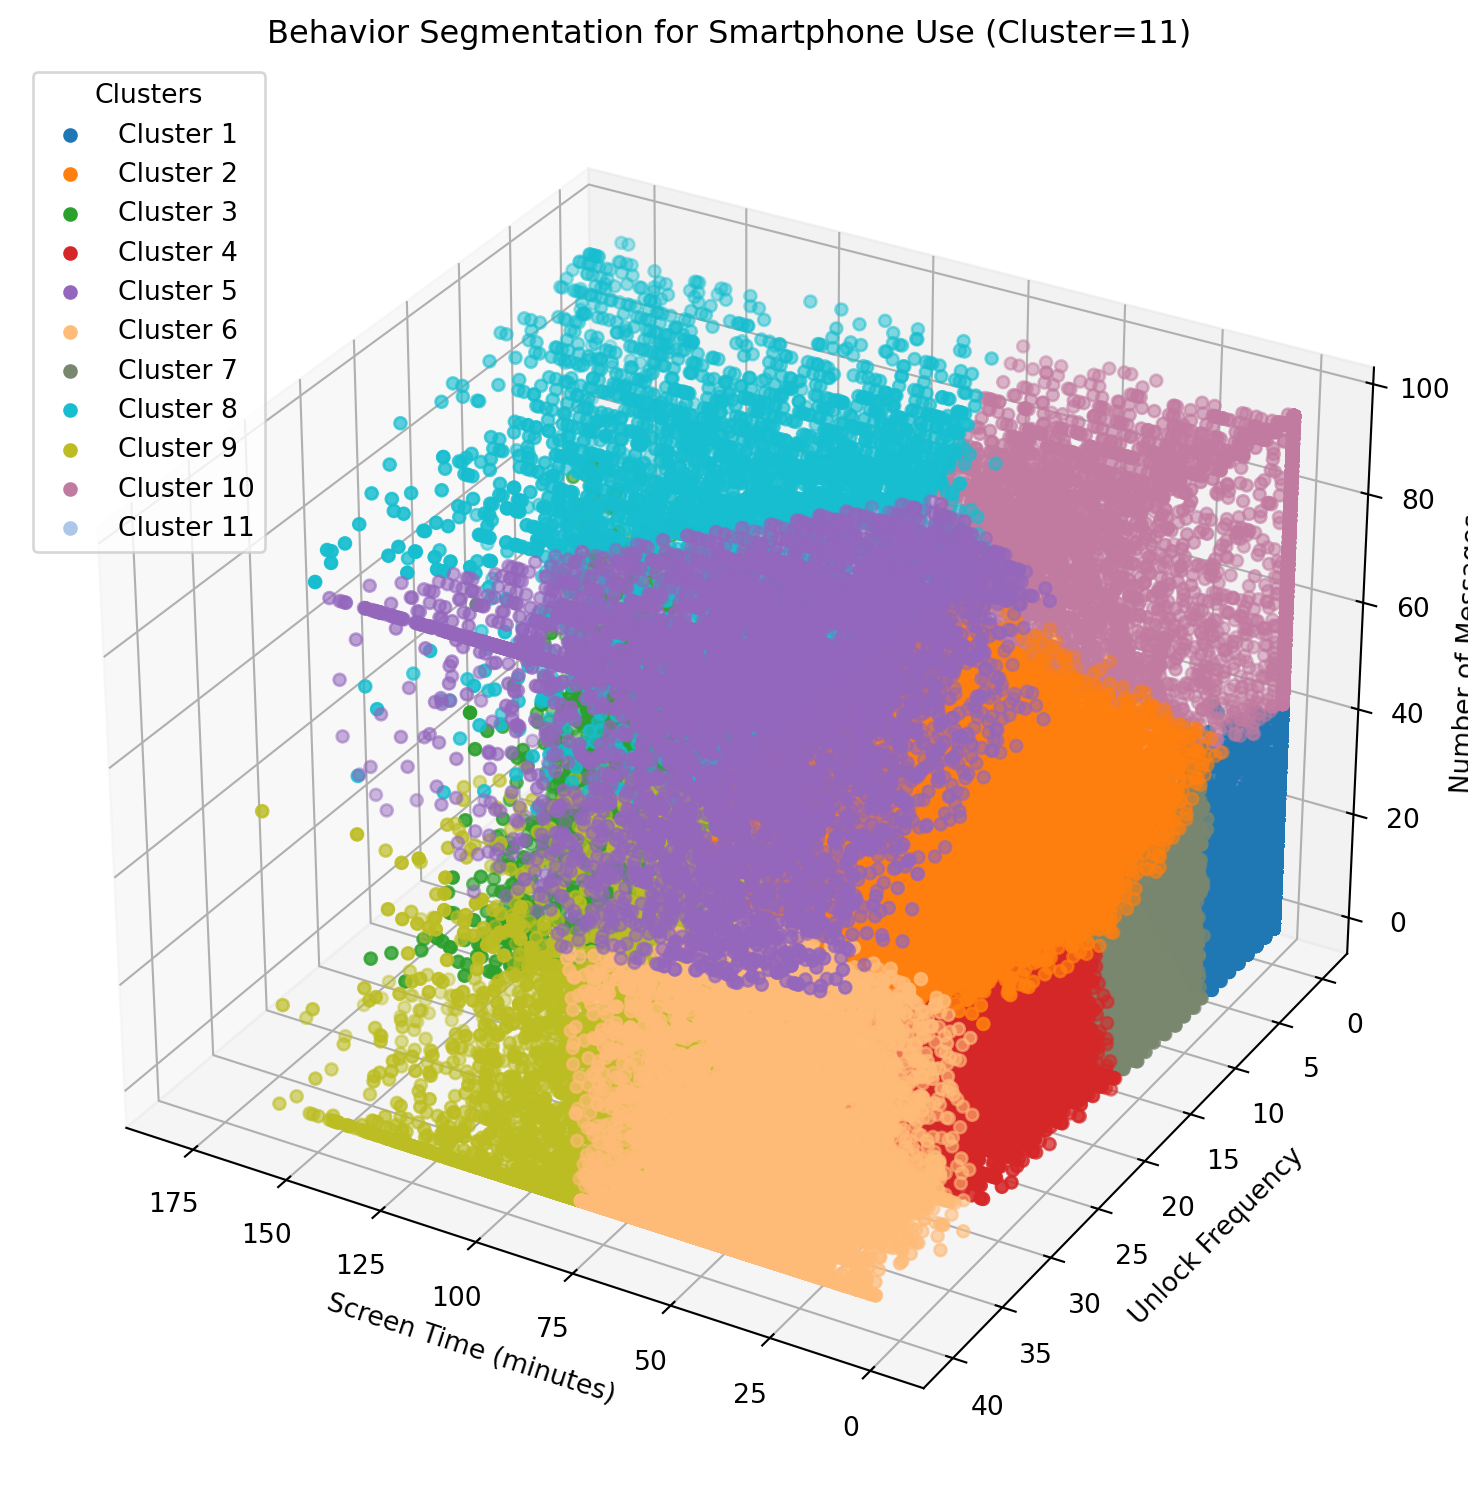 Behavior Segmentation for Smartphone Use (Cluster=11)
Clusters
Cluster 1
Cluster 2
Cluster 3
Cluster 4
Cluster 5
Cluster 6
Cluster 7
Cluster 8
Cluster 9
Cluster 10
Cluster 11
100
80
60
40
20
0
Number of Messages
0
5
10
15
20
25
30
35
40
Unlock Frequency
175
150
125
100
75
50
25
0
Screen Time (minutes)